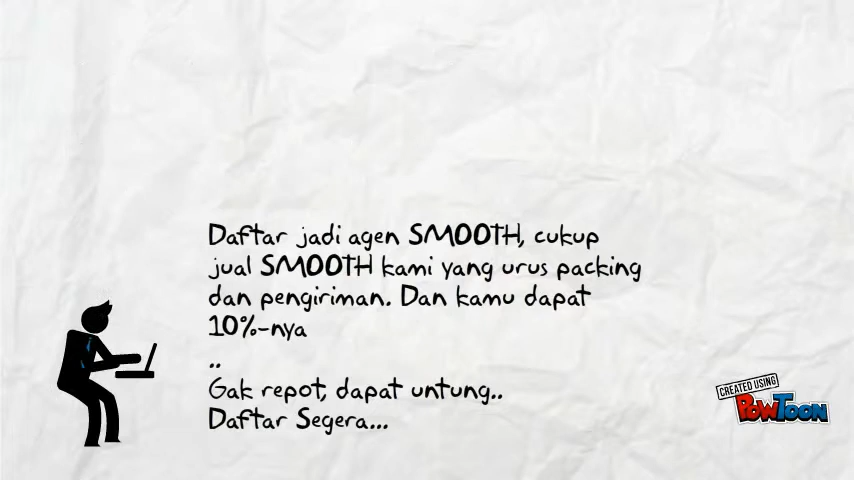 Daftar jadi agen SMOOTH, cukup
jual SMOOTH kami yang urus packing
dan pengiriman. Dan kamu dapat
10%-nya
..
Gak repot, dapat untung..
Daftar Segera...
CREATED USING
POWTOON